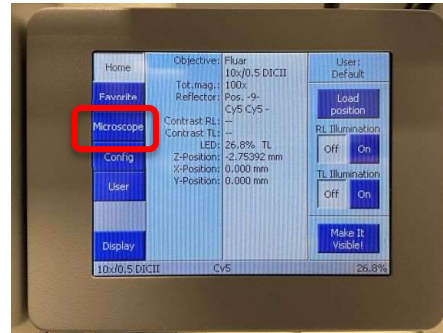 Home
Favorite
Microscope
Config
User
Display
Objective: Fluar
10x/0.5 DICII
Tot.mag.: 100x
Reflector: Pos. -9-
Cy5 Cy5 -
Contrast RL: --
Contrast TL: --
LED: 26.8% TL
Z-Position: -2.75392 mm
X-Position: 0.000 mm
Y-Position: 0.000 mm
User:
Default
Load
position
RL Illumination
Off On
TL Illumination
Off On
Make It
Visible!
10x/0.5 DICII Cy5 26.8%